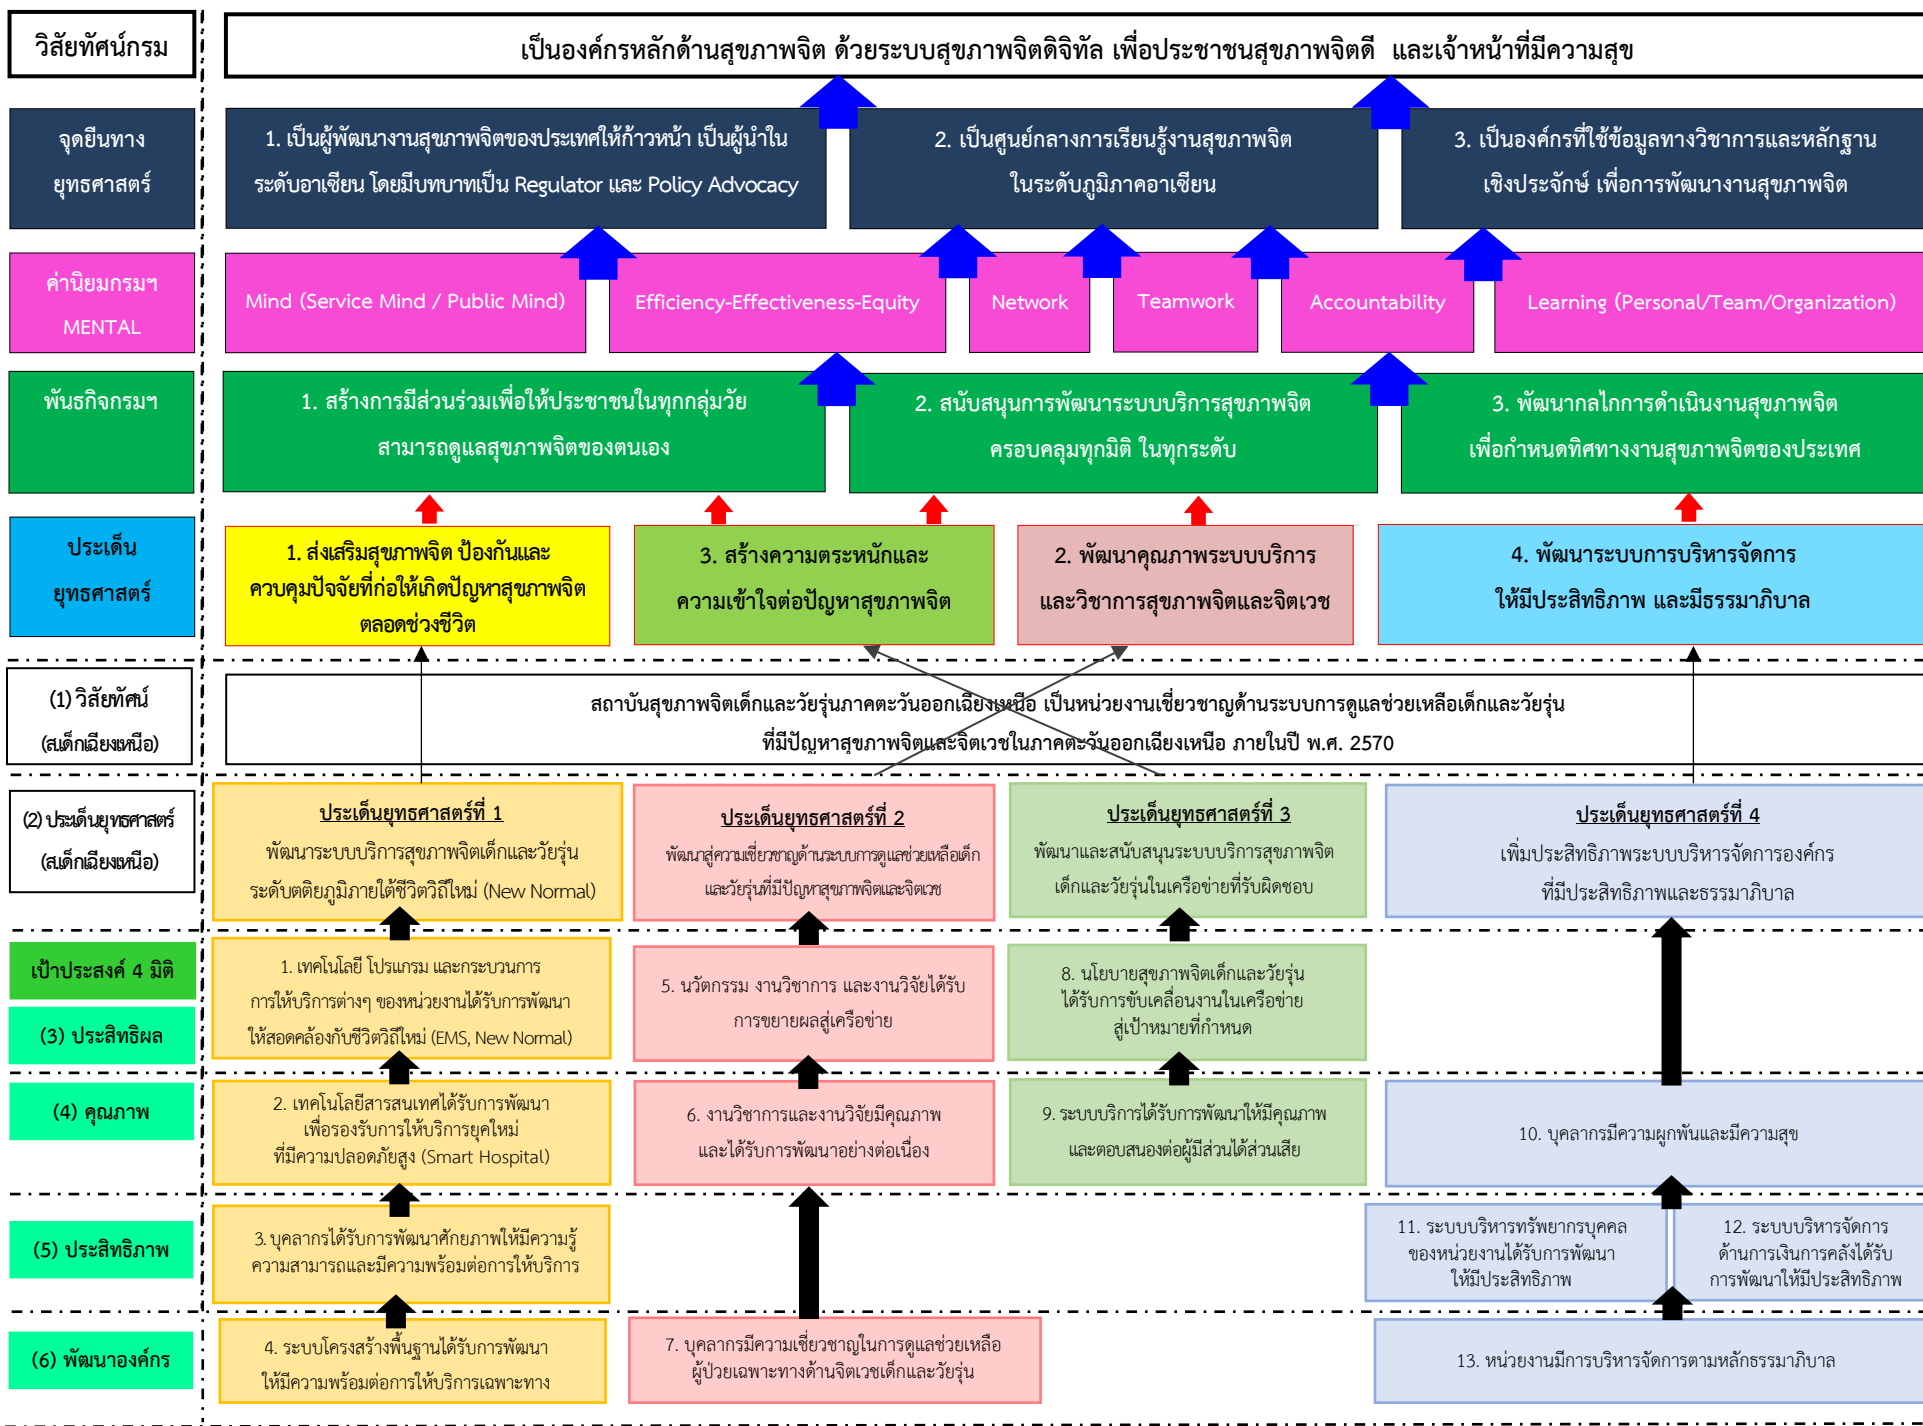 วิสัยทัศน์กรม
เป็นองค์กรหลักด้านสุขภาพจิต ด้วยระบบสุขภาพจิตดิจิทัล เพื่อประชาชนสุขภาพจิตดี และเจ้าหน้าที่มีความสุข
จุดยืนทาง
ยุทธศาสตร์
1. เป็นผู้พัฒนางานสุขภาพจิตของประเทศให้ก้าวหน้า เป็นผู้นำใน
ระดับอาเซียน โดยมีบทบาทเป็น Regulator และ Policy Advocacy
2. เป็นศูนย์กลางการเรียนรู้งานสุขภาพจิต
ในระดับภูมิภาคอาเซียน
3. เป็นองค์กรที่ใช้ข้อมูลทางวิชาการและหลักฐาน
เชิงประจักษ์ เพื่อการพัฒนางานสุขภาพจิต
ค่านิยมกรมฯ
MENTAL
Mind (Service Mind / Public Mind)
Efficiency-Effectiveness-Equity
Network
Teamwork
Accountability
Learning (Personal/Team/Organization)
พันธกิจกรมฯ
1. สร้างการมีส่วนร่วมเพื่อให้ประชาชนในทุกกลุ่มวัย
สามารถดูแลสุขภาพจิตของตนเอง
2. สนับสนุนการพัฒนาระบบบริการสุขภาพจิต
ครอบคลุมทุกมิติ ในทุกระดับ
3. พัฒนากลไกการดำเนินงานสุขภาพจิต
เพื่อกำหนดทิศทางงานสุขภาพจิตของประเทศ
ประเด็น
ยุทธศาสตร์
1. ส่งเสริมสุขภาพจิต ป้องกันและ
ควบคุมปัจจัยที่ก่อให้เกิดปัญหาสุขภาพจิต
ตลอดช่วงชีวิต
3. สร้างความตระหนักและ
ความเข้าใจต่อปัญหาสุขภาพจิต
2. พัฒนาคุณภาพระบบบริการ
และวิชาการสุขภาพจิตและจิตเวช
4. พัฒนาระบบการบริหารจัดการ
ให้มีประสิทธิภาพ และมีธรรมาภิบาล
(1) วิสัยทัศน์
(ส.เด็กเฉียงเหนือ)
สถาบันสุขภาพจิตเด็กและวัยรุ่นภาคตะวันออกเฉียงเหนือ เป็นหน่วยงานเชี่ยวชาญด้านระบบการดูแลช่วยเหลือเด็กและวัยรุ่น
ที่มีปัญหาสุขภาพจิตและจิตเวชในภาคตะวันออกเฉียงเหนือ ภายในปี พ.ศ. 2570
(2) ประเด็นยุทธศาสตร์
(ส.เด็กเฉียงเหนือ)
ประเด็นยุทธศาสตร์ที่ 1
พัฒนาระบบบริการสุขภาพจิตเด็กและวัยรุ่น
ระดับตติยภูมิภายใต้ชีวิตวิถีใหม่ (New Normal)
ประเด็นยุทธศาสตร์ที่ 2
พัฒนาสู่ความเชี่ยวชาญด้านระบบการดูแลช่วยเหลือเด็ก
และวัยรุ่นที่มีปัญหาสุขภาพจิตและจิตเวช
ประเด็นยุทธศาสตร์ที่ 3
พัฒนาและสนับสนุนระบบบริการสุขภาพจิต
เด็กและวัยรุ่นในเครือข่ายที่รับผิดชอบ
ประเด็นยุทธศาสตร์ที่ 4
เพิ่มประสิทธิภาพระบบบริหารจัดการองค์กร
ที่มีประสิทธิภาพและธรรมาภิบาล
เป้าประสงค์ 4 มิติ
(3) ประสิทธิผล
1. เทคโนโลยี โปรแกรม และกระบวนการ
การให้บริการต่างๆ ของหน่วยงานได้รับการพัฒนา
ให้สอดคล้องกับชีวิตวิถีใหม่ (EMS, New Normal)
5. นวัตกรรม งานวิชาการ และงานวิจัยได้รับ
การขยายผลสู่เครือข่าย
8. นโยบายสุขภาพจิตเด็กและวัยรุ่น
ได้รับการขับเคลื่อนงานในเครือข่าย
สู่เป้าหมายที่กำหนด
(4) คุณภาพ
2. เทคโนโลยีสารสนเทศได้รับการพัฒนา
เพื่อรองรับการให้บริการยุคใหม่
ที่มีความปลอดภัยสูง (Smart Hospital)
6. งานวิชาการและงานวิจัยมีคุณภาพ
และได้รับการพัฒนาอย่างต่อเนื่อง
9. ระบบบริการได้รับการพัฒนาให้มีคุณภาพ
และตอบสนองต่อผู้มีส่วนได้ส่วนเสีย
10. บุคลากรมีความผูกพันและมีความสุข
(5) ประสิทธิภาพ
3. บุคลากรได้รับการพัฒนาศักยภาพให้มีความรู้
ความสามารถและมีความพร้อมต่อการให้บริการ
11. ระบบบริหารทรัพยากรบุคคล
ของหน่วยงานได้รับการพัฒนา
ให้มีประสิทธิภาพ
12. ระบบบริหารจัดการ
ด้านการเงินการคลังได้รับ
การพัฒนาให้มีประสิทธิภาพ
(6) พัฒนาองค์กร
4. ระบบโครงสร้างพื้นฐานได้รับการพัฒนา
ให้มีความพร้อมต่อการให้บริการเฉพาะทาง
7. บุคลากรมีความเชี่ยวชาญในการดูแลช่วยเหลือ
ผู้ป่วยเฉพาะทางด้านจิตเวชเด็กและวัยรุ่น
13. หน่วยงานมีการบริหารจัดการตามหลักธรรมาภิบาล